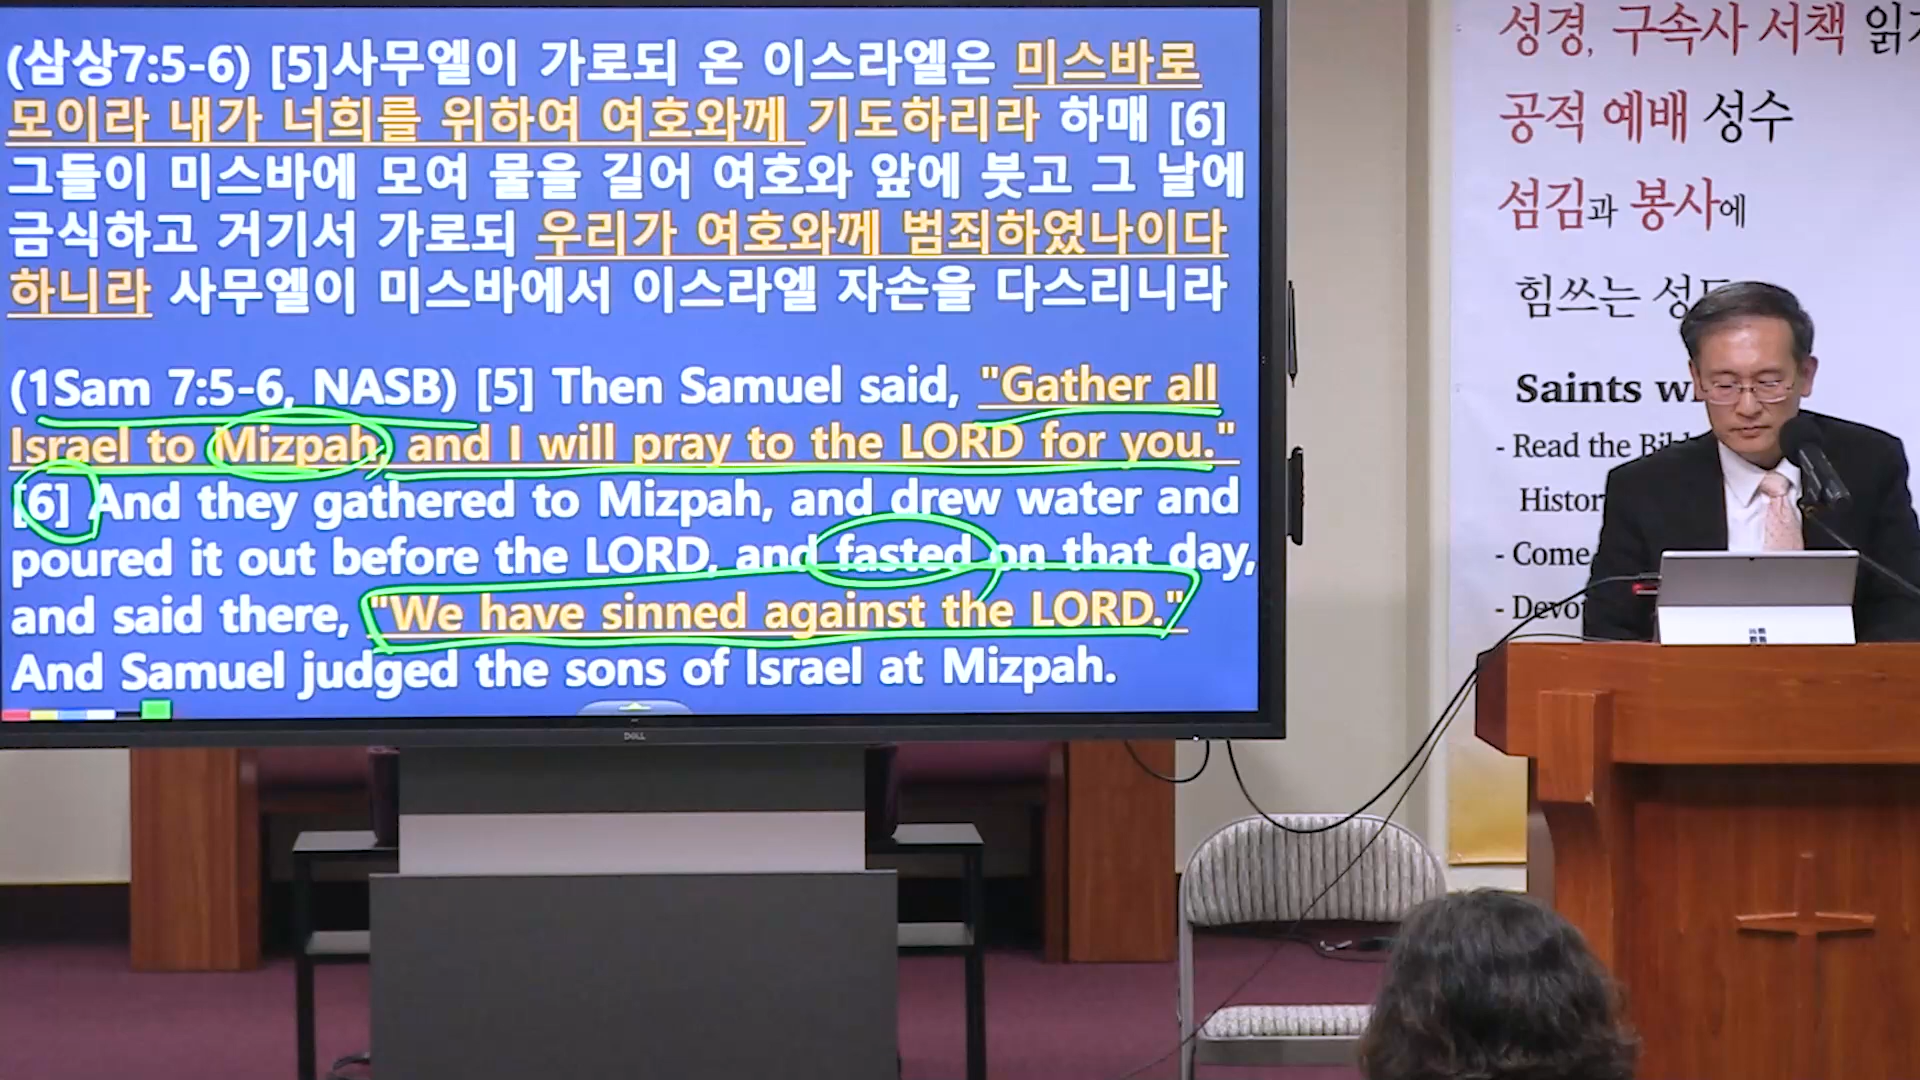 (삼상7:5-6) [5]사무엘이 가로되 온 이스라엘은 미스바로
모이라 내가 너희를 위하여 여호와께 기도하리라 하매 [6]
그들이 미스바에 모여 물을 길어 여호와 앞에 붓고 그 날에
금식하고 거기서 가로되 우리가 여호와께 범죄하였나이다
하니라 사무엘이 미스바에서 이스라엘 자손을 다스리니라
(1Sam 7:5-6, NASB) [5] Then Samuel said, "Gather all
Israel to Mizpah, and I will pray to the LORD for you."
[6] And they gathered to Mizpah, and drew water and
poured it out before the LORD, and fasted on that day,
and said there, "We have sinned against the LORD."
And Samuel judged the sons of Israel at Mizpah.
DELL
성경, 구속사 서책
공적 예배 성수
섬김과 봉사에
힘쓰는
Saints
- Read the
- Come